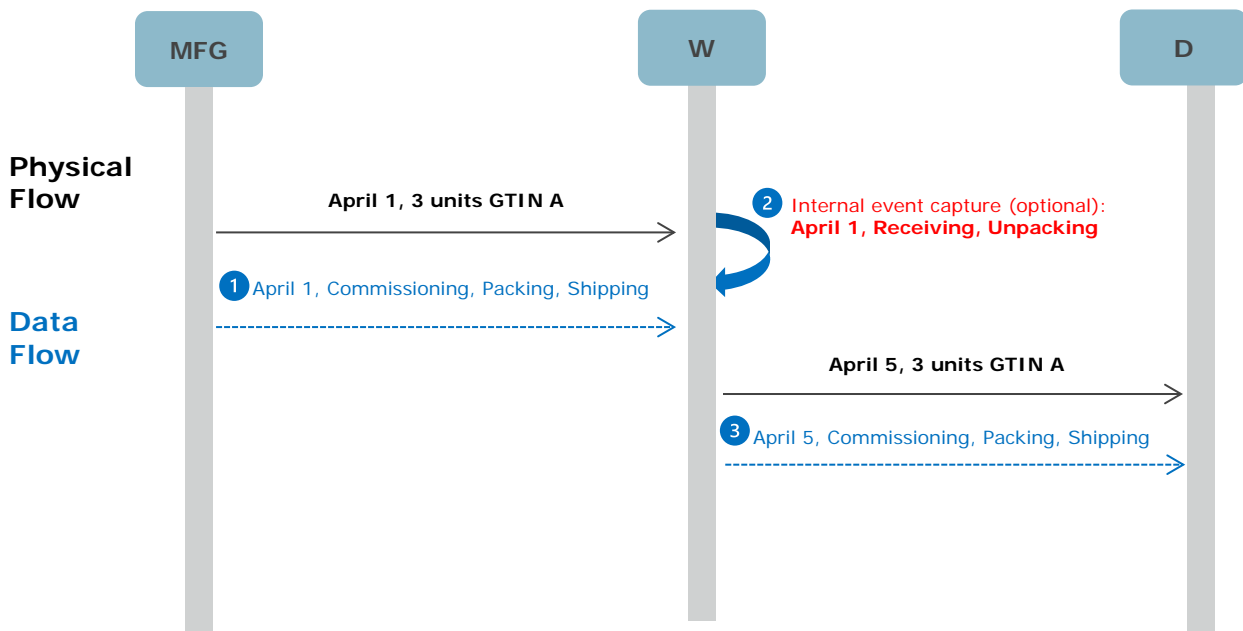 MFG
W
D
Physical
Flow
April 1, 3 units GTIN A
2
Internal event capture (optional):
April 1, Receiving, Unpacking
1
April 1, Commissioning, Packing, Shipping
Data
Flow
April 5, 3 units GTIN A
3
April 5, Commissioning, Packing, Shipping